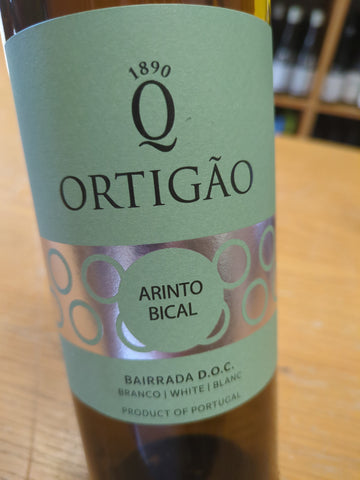 1890
Q
ORTIGÃO
ARINTO
BICAL
BAIRRADA D.O.C.
BRANCO | WHITE | BLANC
PRODUCT OF PORTUGAL